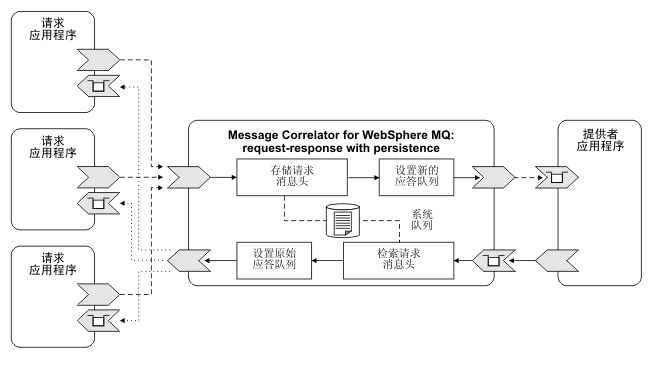 请求
应用程序
请求
应用程序
请求
应用程序
Message Correlator for WebSphere MQ:
request-response with persistence
存储请求
消息头
设置新的
应答队列
系统
队列
设置原始
应答队列
检索请求
消息头
提供者
应用程序